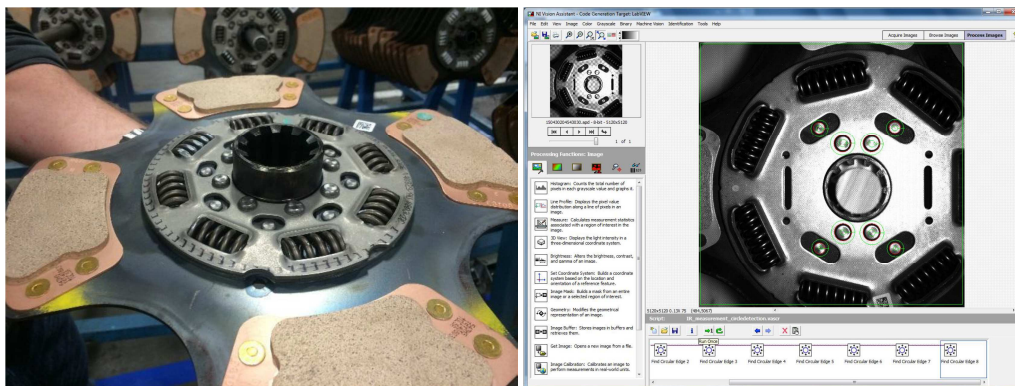 NI Vision Assistant - Code Generation Target: LabVIEW
File Edit View Image Color Grayscale Binary Machine Vision Identification Tools Help
Acquire Images
Browse Images
Process Images
1 of 1
Processing Functions: Image
Histogram: Counts the total number of
pixels in each grayscale value and graphs it.
Line Profile: Displays the pixel value
distribution along a line of pixels in an
image.
Measure: Calculates measurement statistics
associated with a region of interest in the
image.
3D View: Displays the light intensity in a
three-dimensional coordinate system.
Brightness: Alters the brightness, contrast,
and gamma of an image.
Set Coordinate System: Builds a coordinate
system based on the location and
orientation of a reference feature.
Image Mask: Builds a mask from an entire
image or a selected region of interest.
Geometry: Modifies the geometrical
representation of an image.
Image Buffer: Stores images in buffers and
retrieves them.
Get Image: Opens a new image from a file.
Image Calibration: Calibrates an image to
perform measurements in real-world units.
Script:
Run Once
Find Circular Edge 2
Find Circular Edge 3
Find Circular Edge 4
Find Circular Edge 5
Find Circular Edge 6
Find Circular Edge 7
Find Circular Edge 8